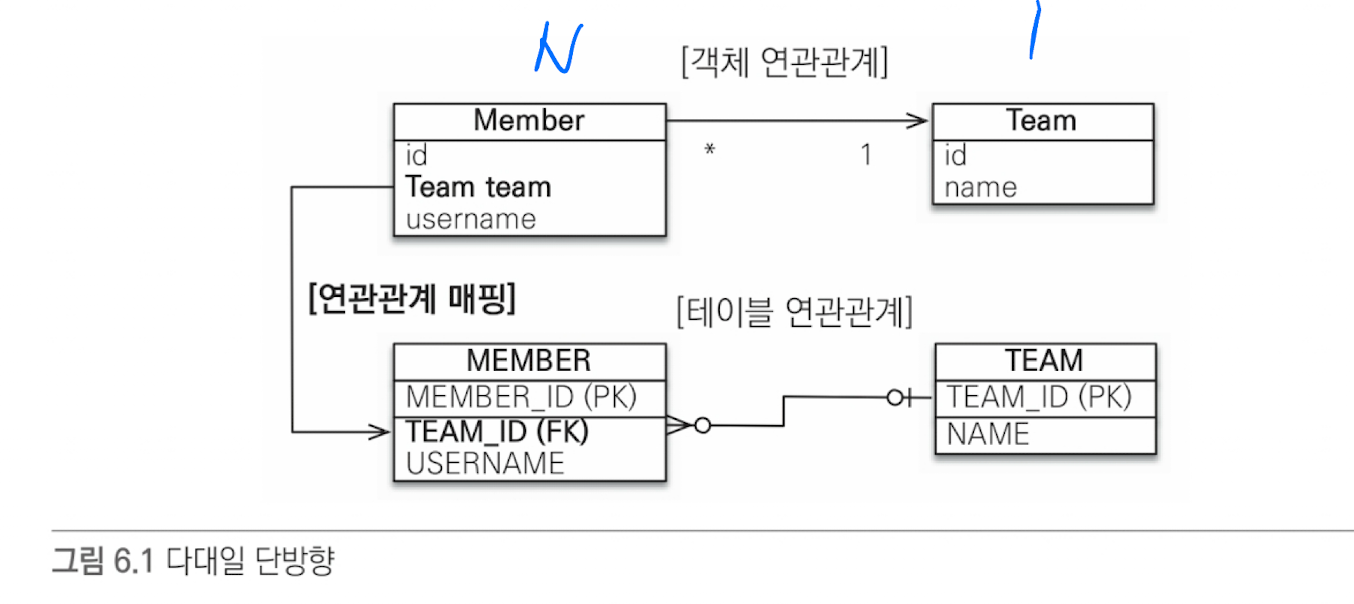 N 1
[객체 연관관계]
Member
id
Team team
username
* 1
Team
id
name
[연관관계 매핑]
[테이블 연관관계]
MEMBER
MEMBER_ID (PK)
TEAM_ID (FK)
USERNAME
TEAM
TEAM_ID (PK)
NAME
그림 6.1 다대일 단방향